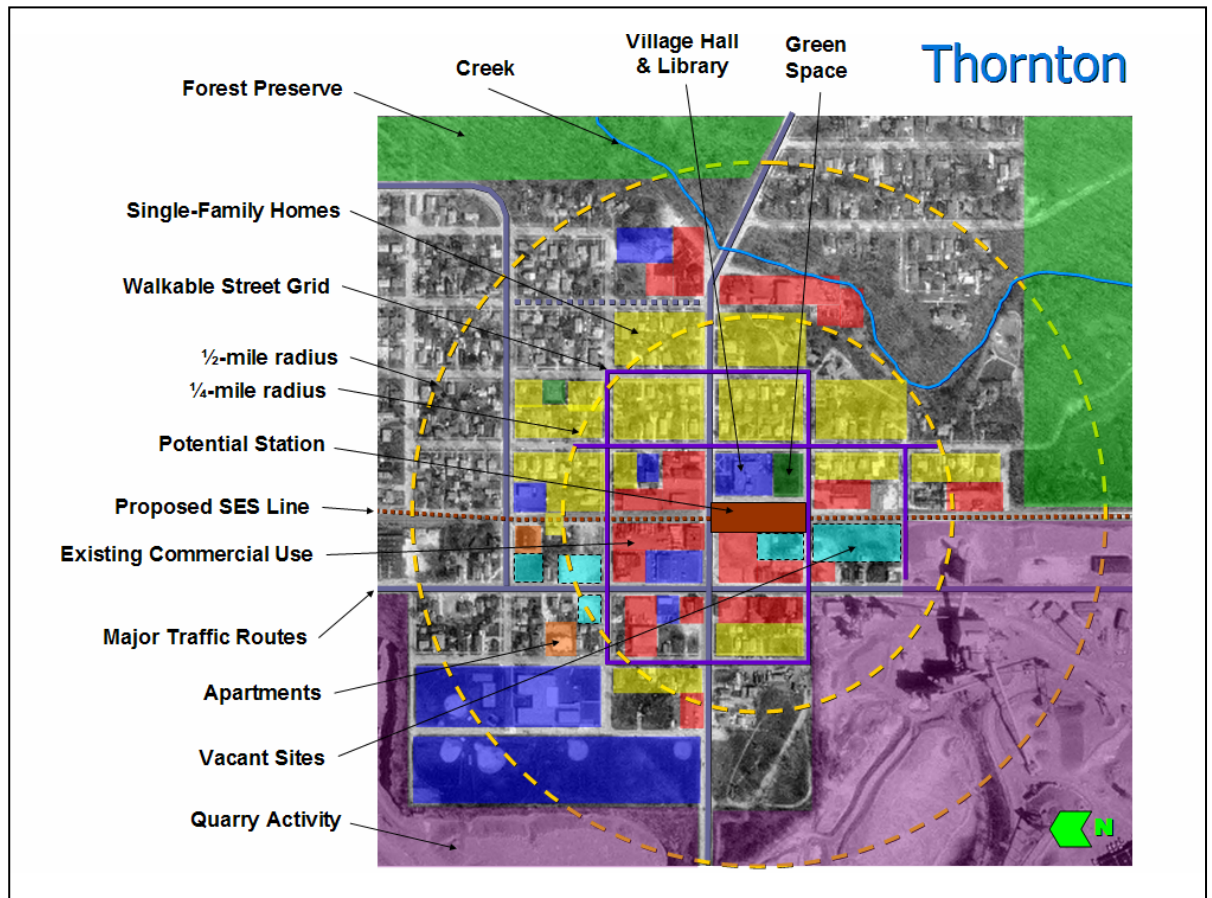 Thornton
Village Hall
& Library
Green
Space
Creek
Forest Preserve
Single-Family Homes
Walkable Street Grid
½-mile radius
¼-mile radius
Potential Station
Proposed SES Line
Existing Commercial Use
Major Traffic Routes
Apartments
Vacant Sites
Quarry Activity
N